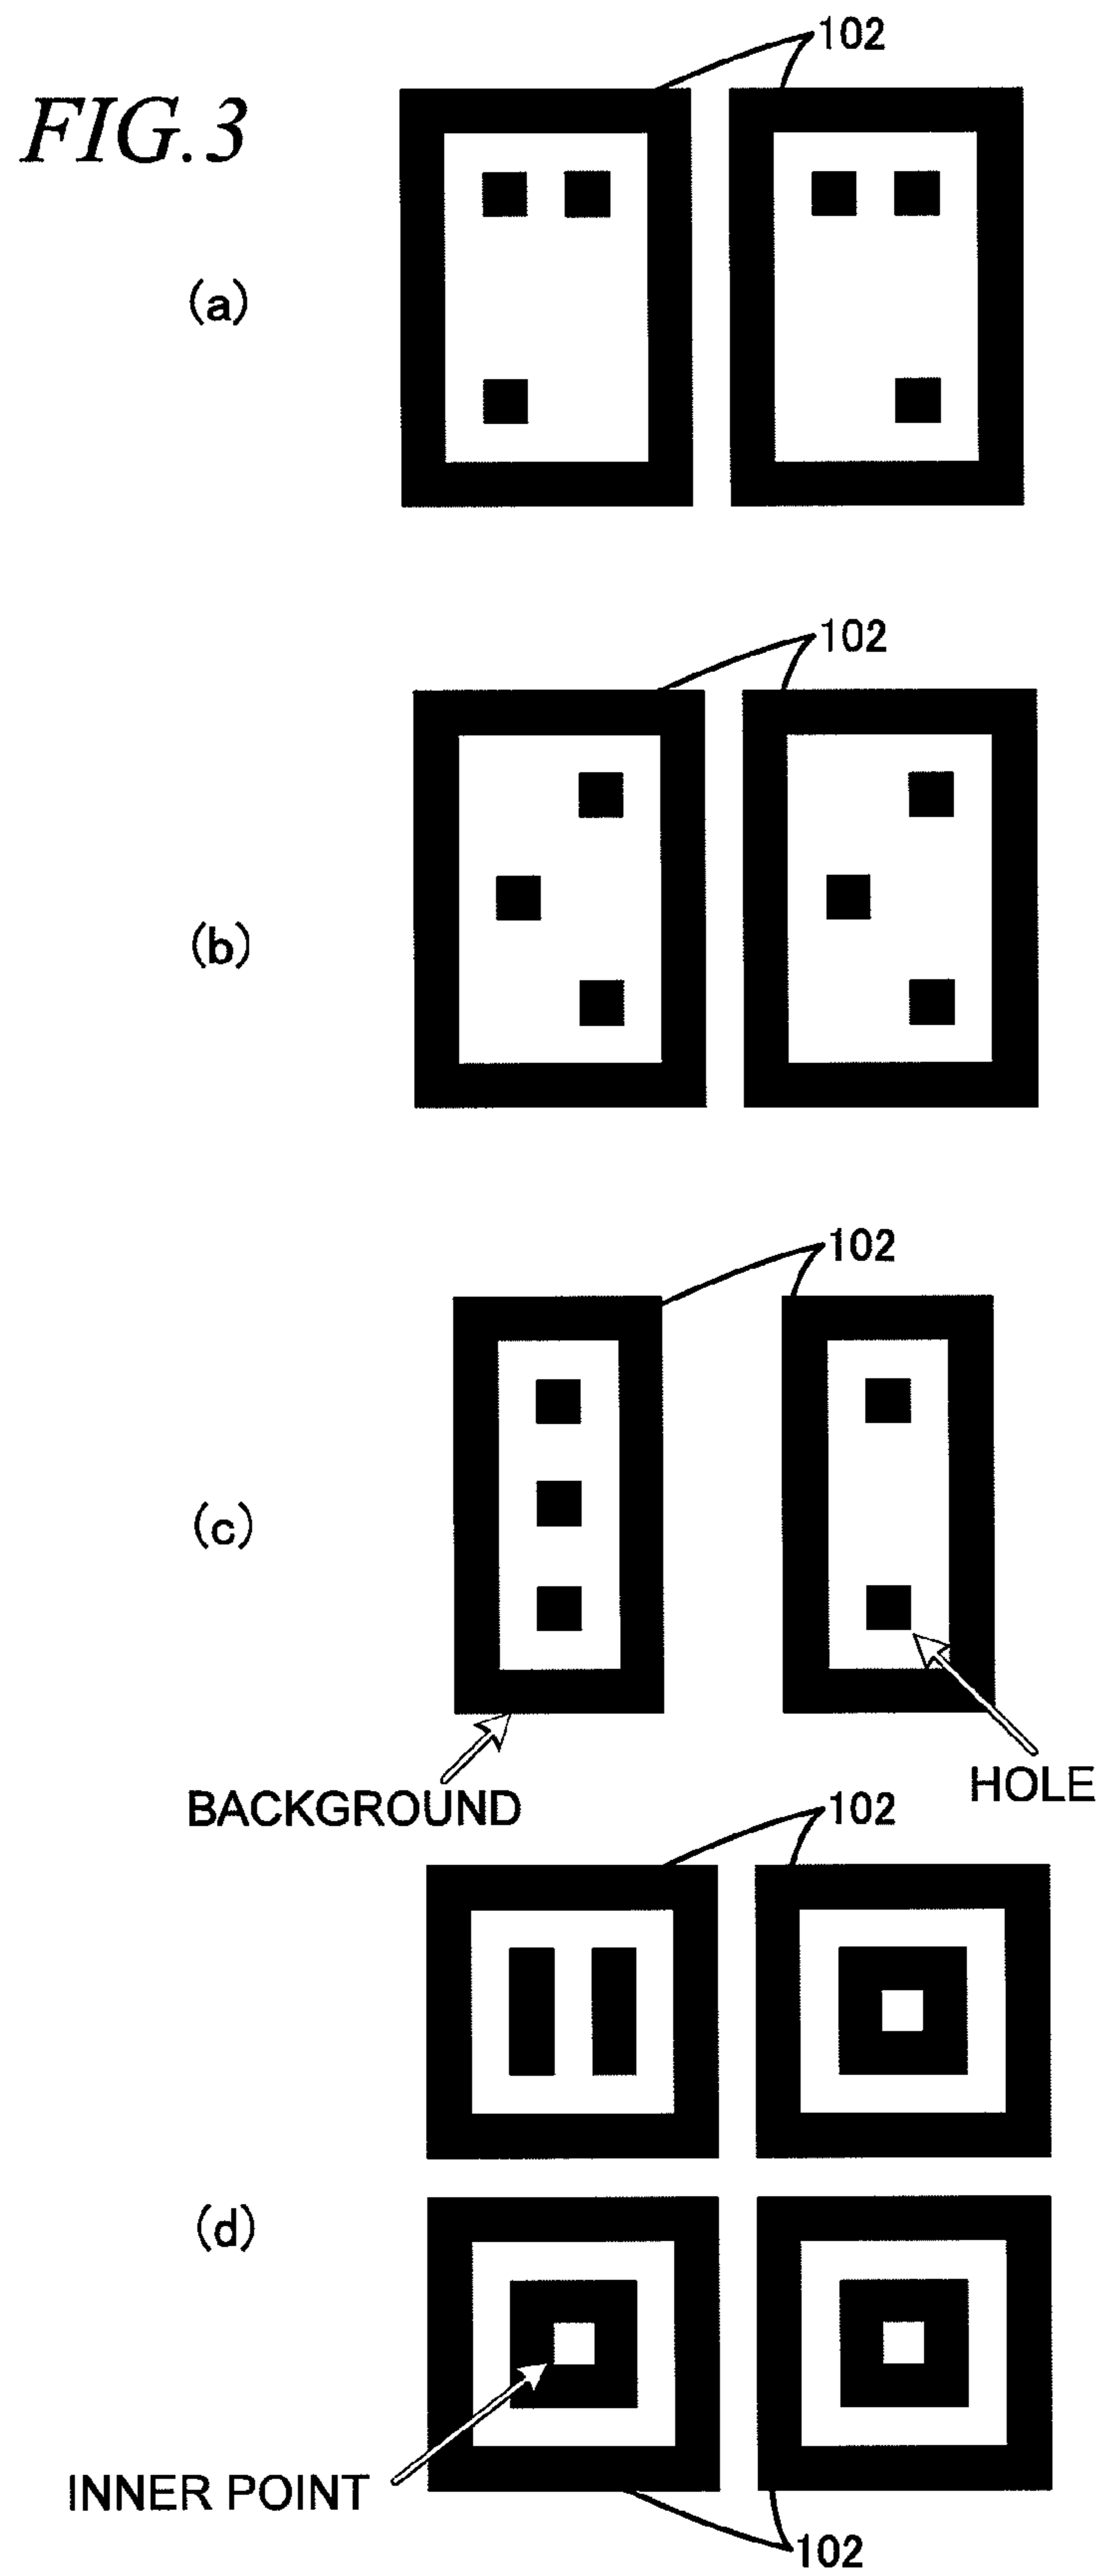 102
FIG.3
(a)
102
(b)
102
(c)
HOLE
BACKGROUND
102
(d)
INNER POINT
102